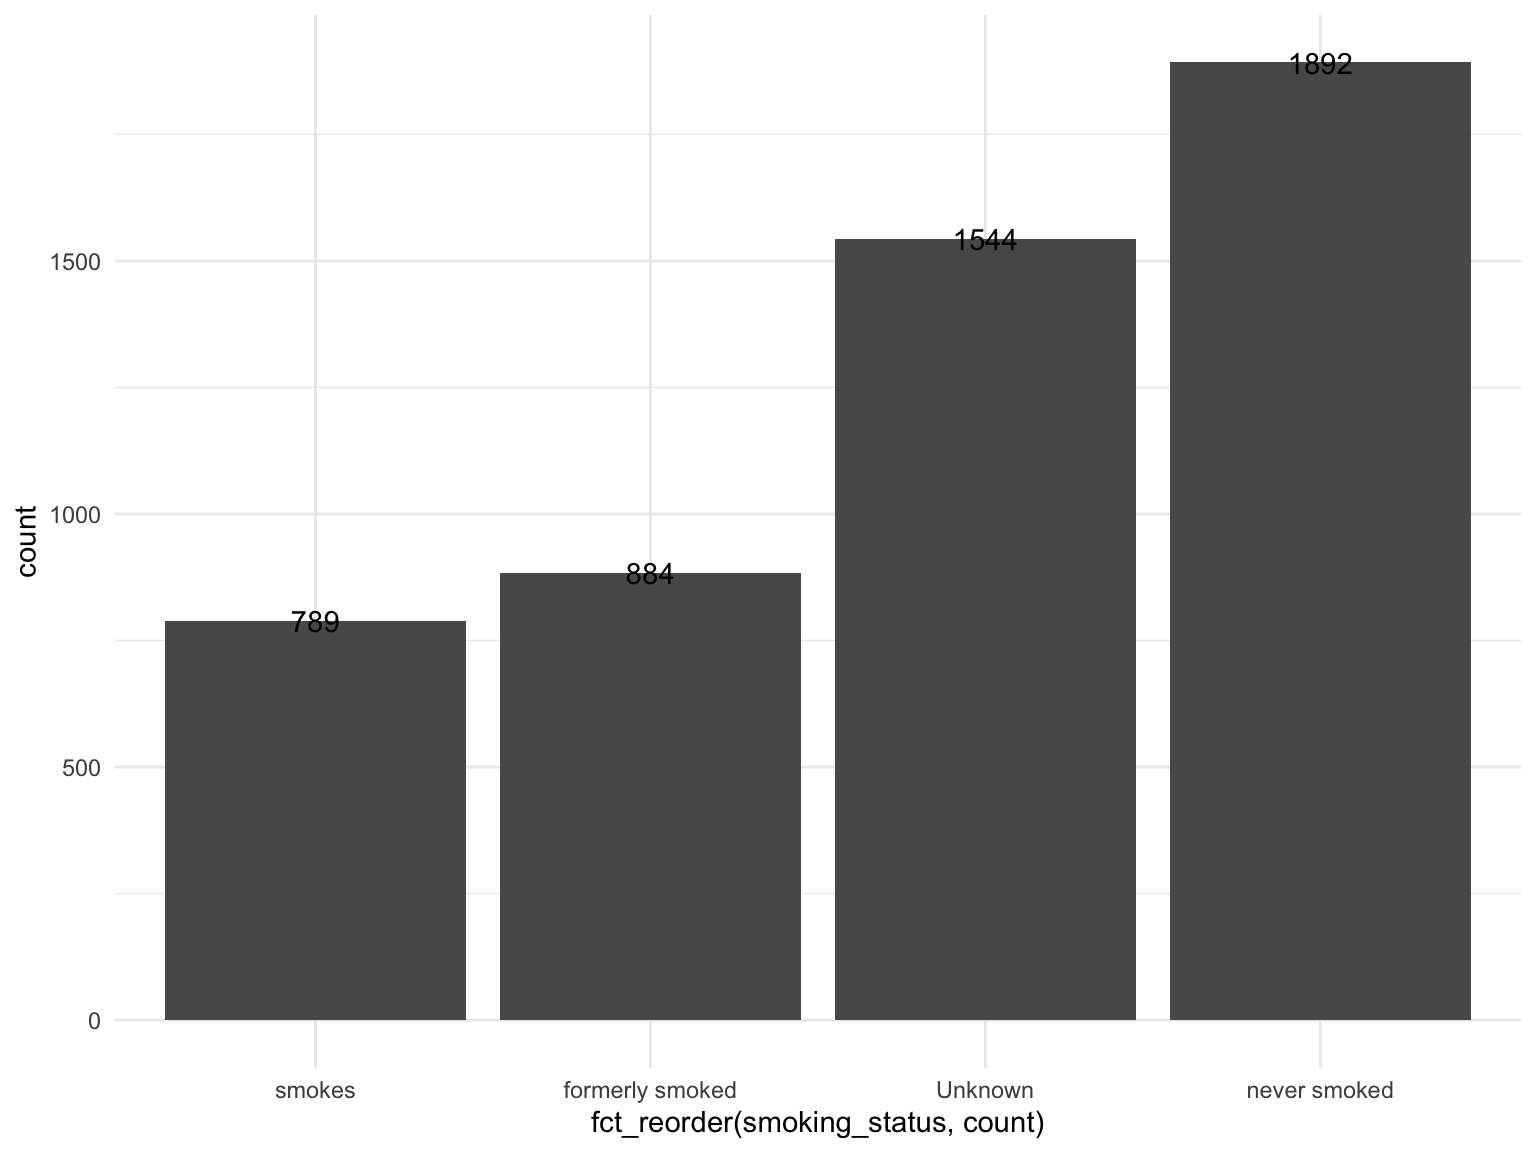 1892
1544
1500
count
1000
884
789
500
0
smokes formerly smoked Unknown never smoked
fct_reorder(smoking_status, count)